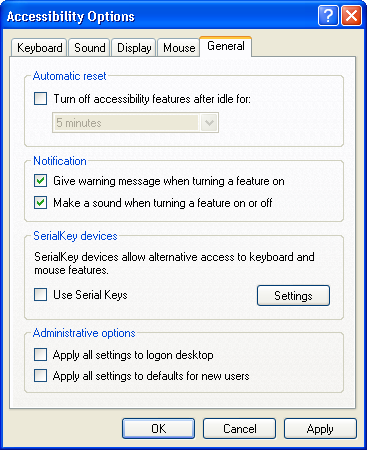 Accessibility Options
Keyboard Sound Display Mouse General
Automatic reset
Turn off accessibility features after idle for:
5 minutes
Notification
Give warning message when turning a feature on
Make a sound when turning a feature on or off
SerialKey devices
SerialKey devices allow alternative access to keyboard and
mouse features.
Use Serial Keys Settings
Administrative options
Apply all settings to logon desktop
Apply all settings to defaults for new users
OK Cancel Apply